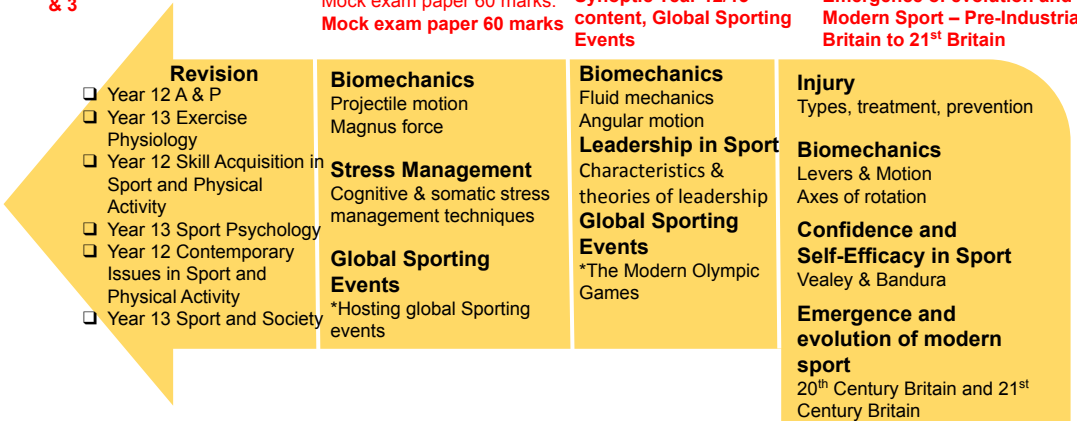 & 3
Mock exam paper 60 marks.
Mock exam paper 60 marks
content, Global Sporting
Events
Modern Sport – Pre-Industria
Britain to 21st Britain
Revision
❑ Year 12 A & P
❑ Year 13 Exercise
Physiology
❑ Year 12 Skill Acquisition in
Sport and Physical
Activity
❑ Year 13 Sport Psychology
❑ Year 12 Contemporary
Issues in Sport and
Physical Activity
❑ Year 13 Sport and Society
Biomechanics
Projectile motion
Magnus force
Stress Management
Cognitive & somatic stress
management techniques
Global Sporting
Events
*Hosting global Sporting
events
Biomechanics
Fluid mechanics
Angular motion
Leadership in Sport
Characteristics &
theories of leadership
Global Sporting
Events
*The Modern Olympic
Games
Injury
Types, treatment, prevention
Biomechanics
Levers & Motion
Axes of rotation
Confidence and
Self-Efficacy in Sport
Vealey & Bandura
Emergence and
evolution of modern
sport
20th Century Britain and 21st
Century Britain